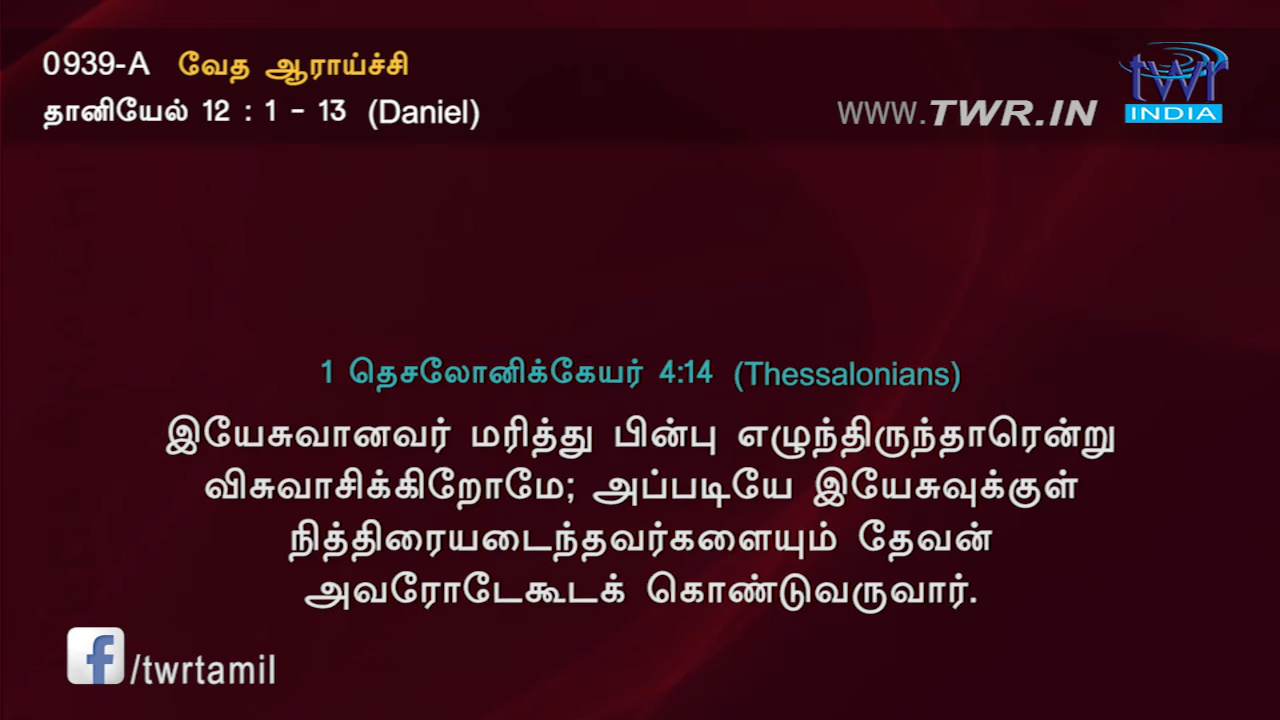 0939-A வேத ஆராய்ச்சி
தானியேல் 12 : 1 - 13 (Daniel)
WWW.TWR.IN
twr
INDIA
1 தெசலோனிக்கேயர் 4:14 (Thessalonians)
இயேசுவானவர் மரித்து பின்பு எழுந்திருந்தாரென்று
விசுவாசிக்கிறோமே; அப்படியே இயேசுவுக்குள்
நித்திரையடைந்தவர்களையும் தேவன்
அவரோடேகூடக் கொண்டுவருவார்.
f/twrtamil